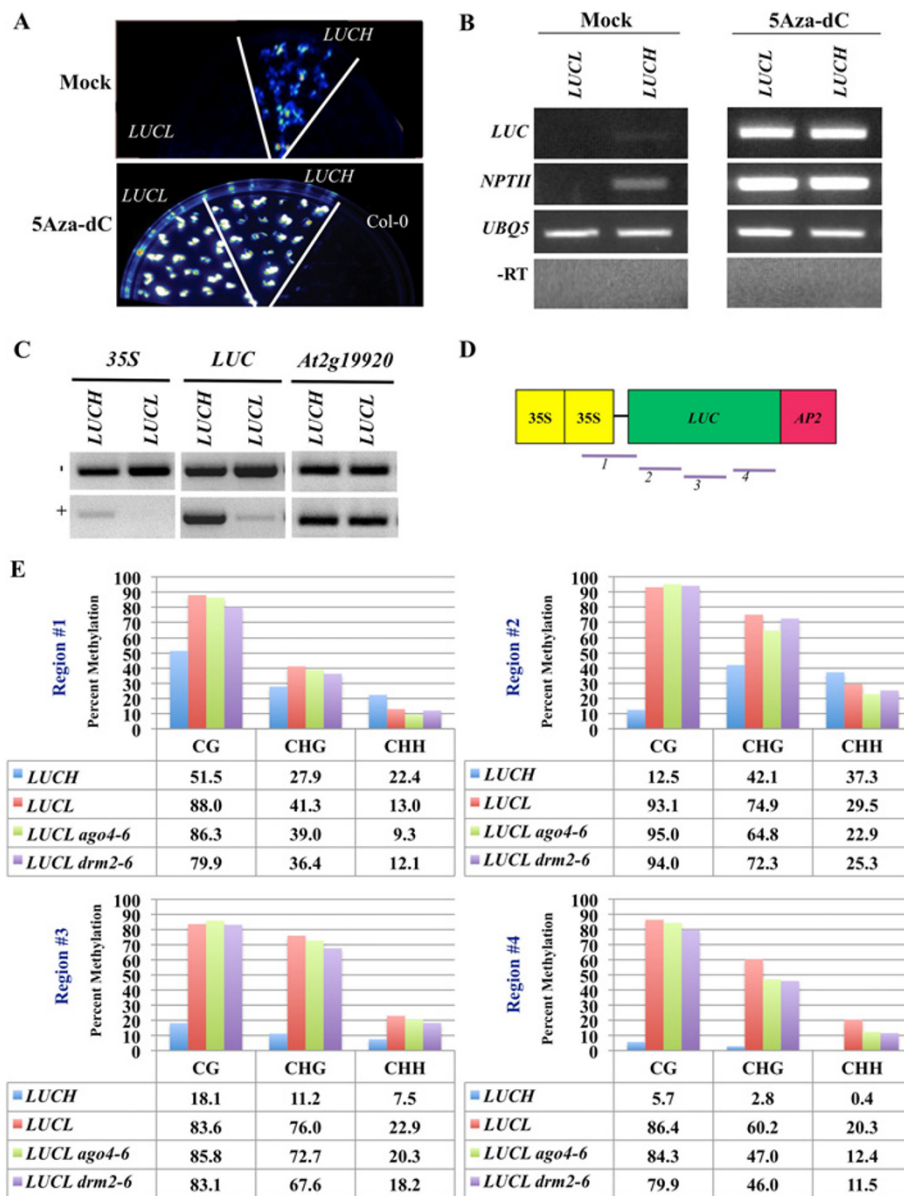 A
Mock
LUCH
LUCL
5Aza-dC
LUCL
LUCH
Col-0
B
Mock
5Aza-dC
LUCL
LUCH
LUCL
LUCH
LUC
NPTII
UBQ5
-RT
C
35S
LUC
At2g19920
LUCH
LUCL
LUCH
LUCL
LUCH
LUCL
-
+
D
35S
35S
LUC
AP2
1
2
3
4
E
Region #1
Percent Methylation
100
90
80
70
60
50
40
30
20
10
0
CG CHG CHH
LUCH 51.5 27.9 22.4
LUCL 88.0 41.3 13.0
LUCL ago4-6 86.3 39.0 9.3
LUCL drm2-6 79.9 36.4 12.1
Region #2
Percent Methylation
100
90
80
70
60
50
40
30
20
10
0
CG CHG CHH
LUCH 12.5 42.1 37.3
LUCL 93.1 74.9 29.5
LUCL ago4-6 95.0 64.8 22.9
LUCL drm2-6 94.0 72.3 25.3
Region #3
Percent Methylation
100
90
80
70
60
50
40
30
20
10
0
CG CHG CHH
LUCH 18.1 11.2 7.5
LUCL 83.6 76.0 22.9
LUCL ago4-6 85.8 72.7 20.3
LUCL drm2-6 83.1 67.6 18.2
Region #4
Percent Methylation
100
90
80
70
60
50
40
30
20
10
0
CG CHG CHH
LUCH 5.7 2.8 0.4
LUCL 86.4 60.2 20.3
LUCL ago4-6 84.3 47.0 12.4
LUCL drm2-6 79.9 46.0 11.5